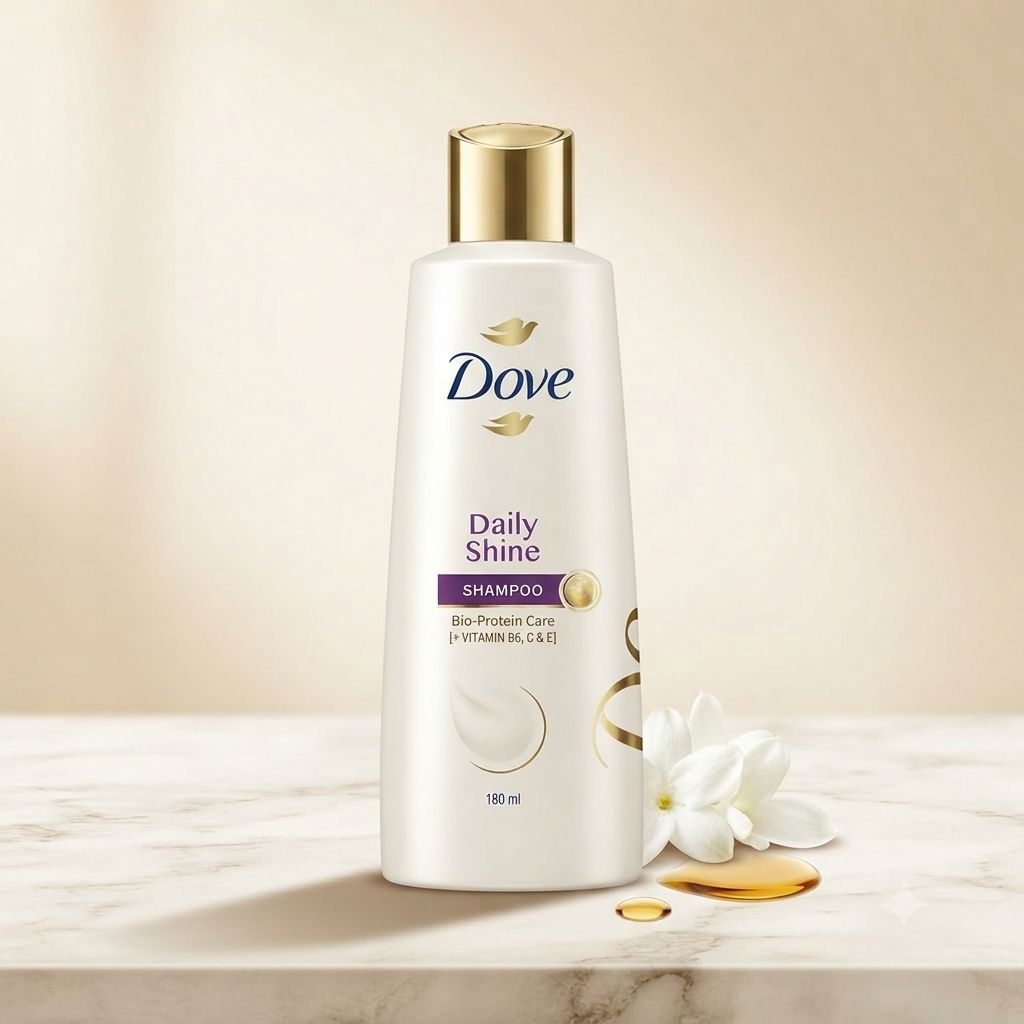 Dove
Daily
Shine
SHAMPOO
Bio-Protein Care
[+ VITAMIN B6, C & E]
180 ml